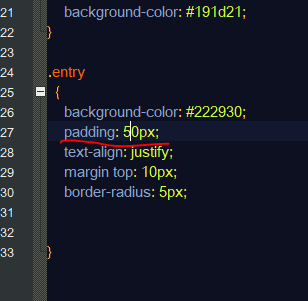 21 background-color: #191d21;
22 }
23
24 .entry
25 {
26 background-color: #222930;
27 padding: 50px;
28 text-align: justify;
29 margin top: 10px;
30 border-radius: 5px;
31
32
33 }